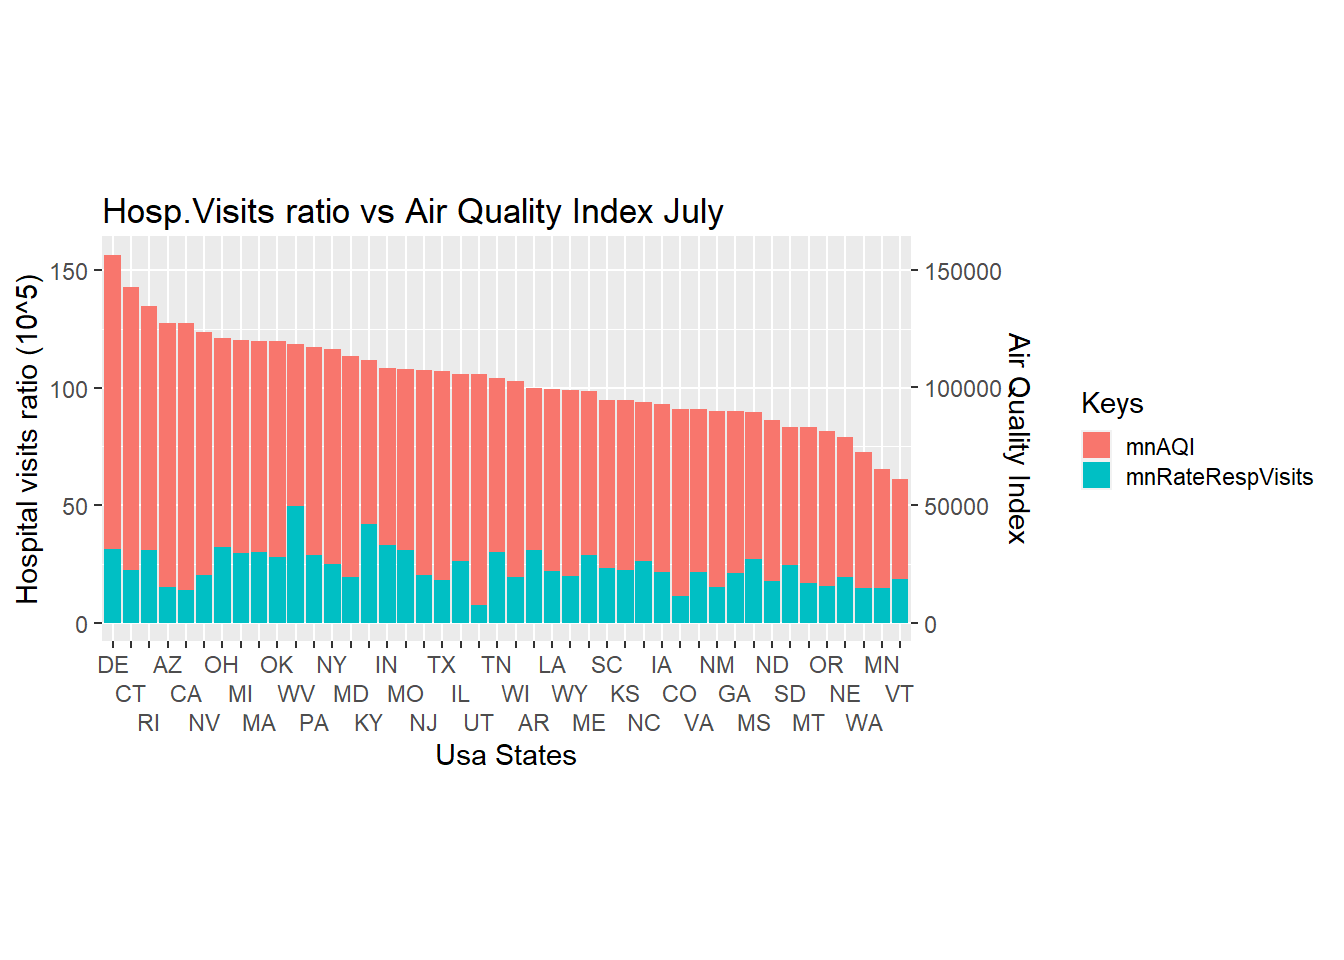 Hosp.Visits ratio vs Air Quality Index July
Hospital visits ratio (10^5)
150
100
50
0
150000
100000
50000
0
Air Quality Index
Keys
mnAQI
mnRateRespVisits
DE AZ OH OK NY IN TX TN LA SC IA NM ND OR MN
CT CA MI WV MD MO IL WI WY KS CO GA SD NE VT
RI NV MA PA KY NJ UT AR ME NC VA MS MT WA
Usa States